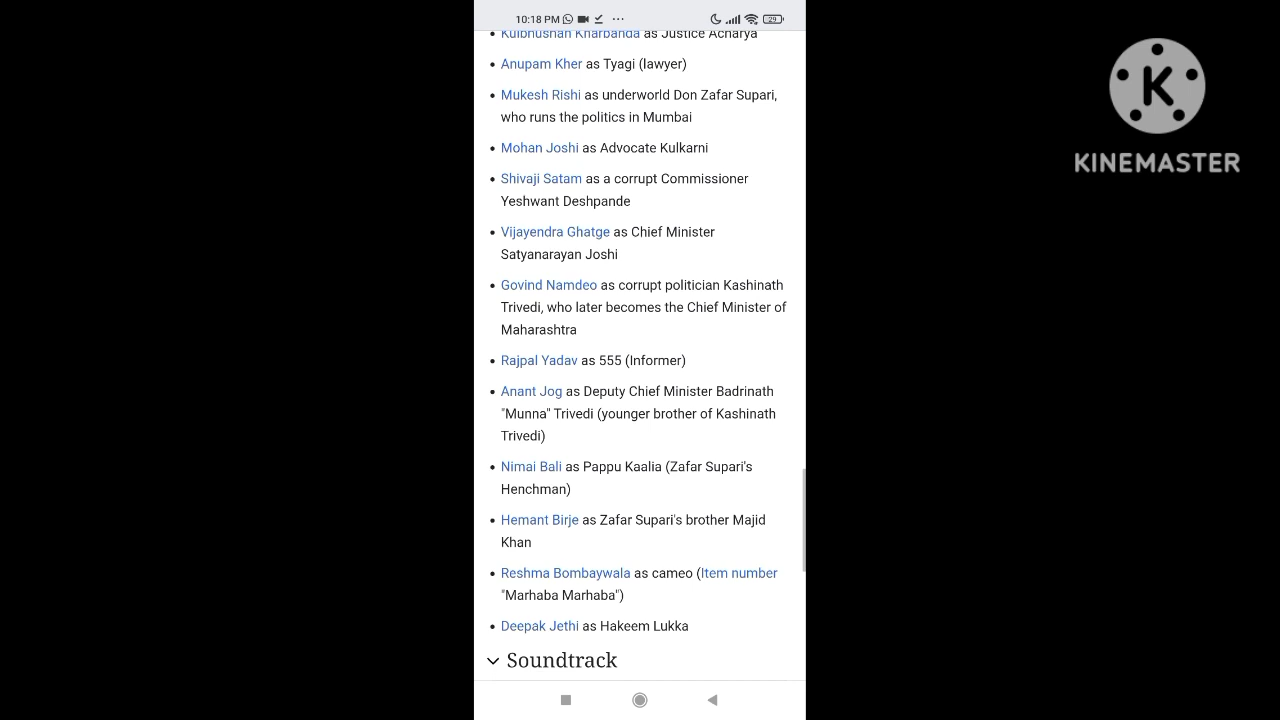 10:18 PM
29
Kulbhushan Kharbanda as Justice Acharya
Anupam Kher as Tyagi (lawyer)
Mukesh Rishi as underworld Don Zafar Supari,
who runs the politics in Mumbai
Mohan Joshi as Advocate Kulkarni
Shivaji Satam as a corrupt Commissioner
Yeshwant Deshpande
Vijayendra Ghatge as Chief Minister
Satyanarayan Joshi
Govind Namdeo as corrupt politician Kashinath
Trivedi, who later becomes the Chief Minister of
Maharashtra
Rajpal Yadav as 555 (Informer)
Anant Jog as Deputy Chief Minister Badrinath
"Munna" Trivedi (younger brother of Kashinath
Trivedi)
Nimai Bali as Pappu Kaalia (Zafar Supari's
Henchman)
Hemant Birje as Zafar Supari's brother Majid
Khan
Reshma Bombaywala as cameo (Item number
"Marhaba Marhaba")
Deepak Jethi as Hakeem Lukka
Soundtrack
K
KINEMASTER